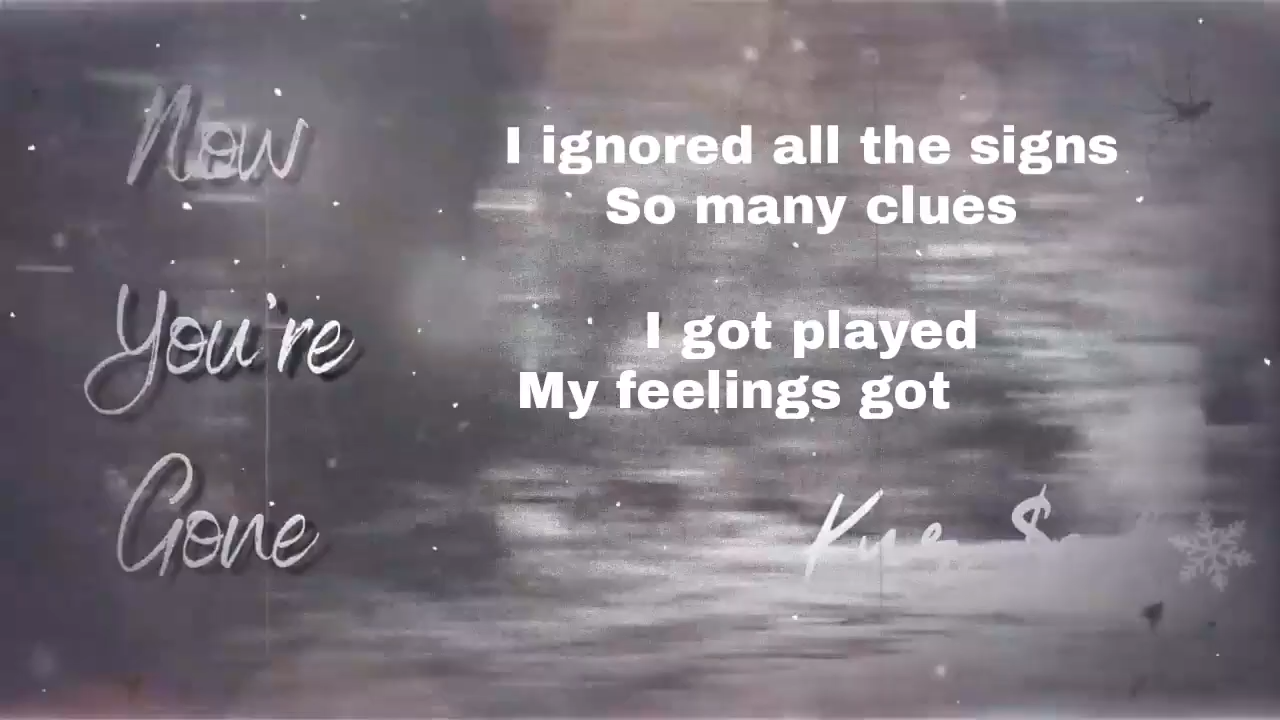 Now
You're
Gone
I ignored all the signs
So many clues
I got played
My feelings got